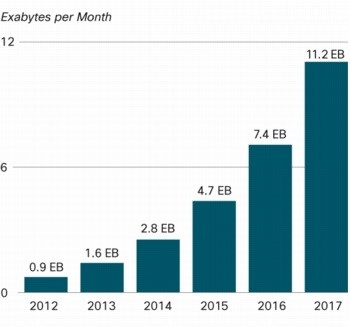 Exabytes per Month
12
11.2 EB
7.4 EB
6
4.7 EB
2.8 EB
1.6 EB
0.9 EB
0
2012 2013 2014 2015 2016 2017